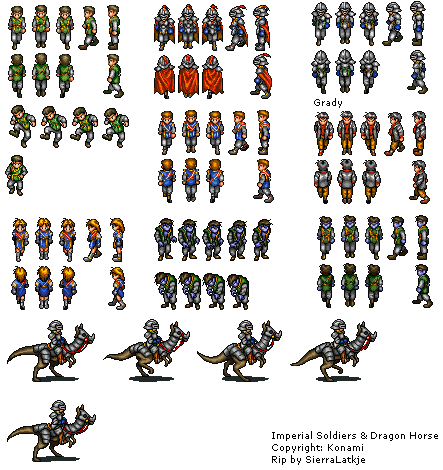 Grady
Imperial Soldiers & Dragon Horse
Copyright: Konami
Rip by SierraLatkje